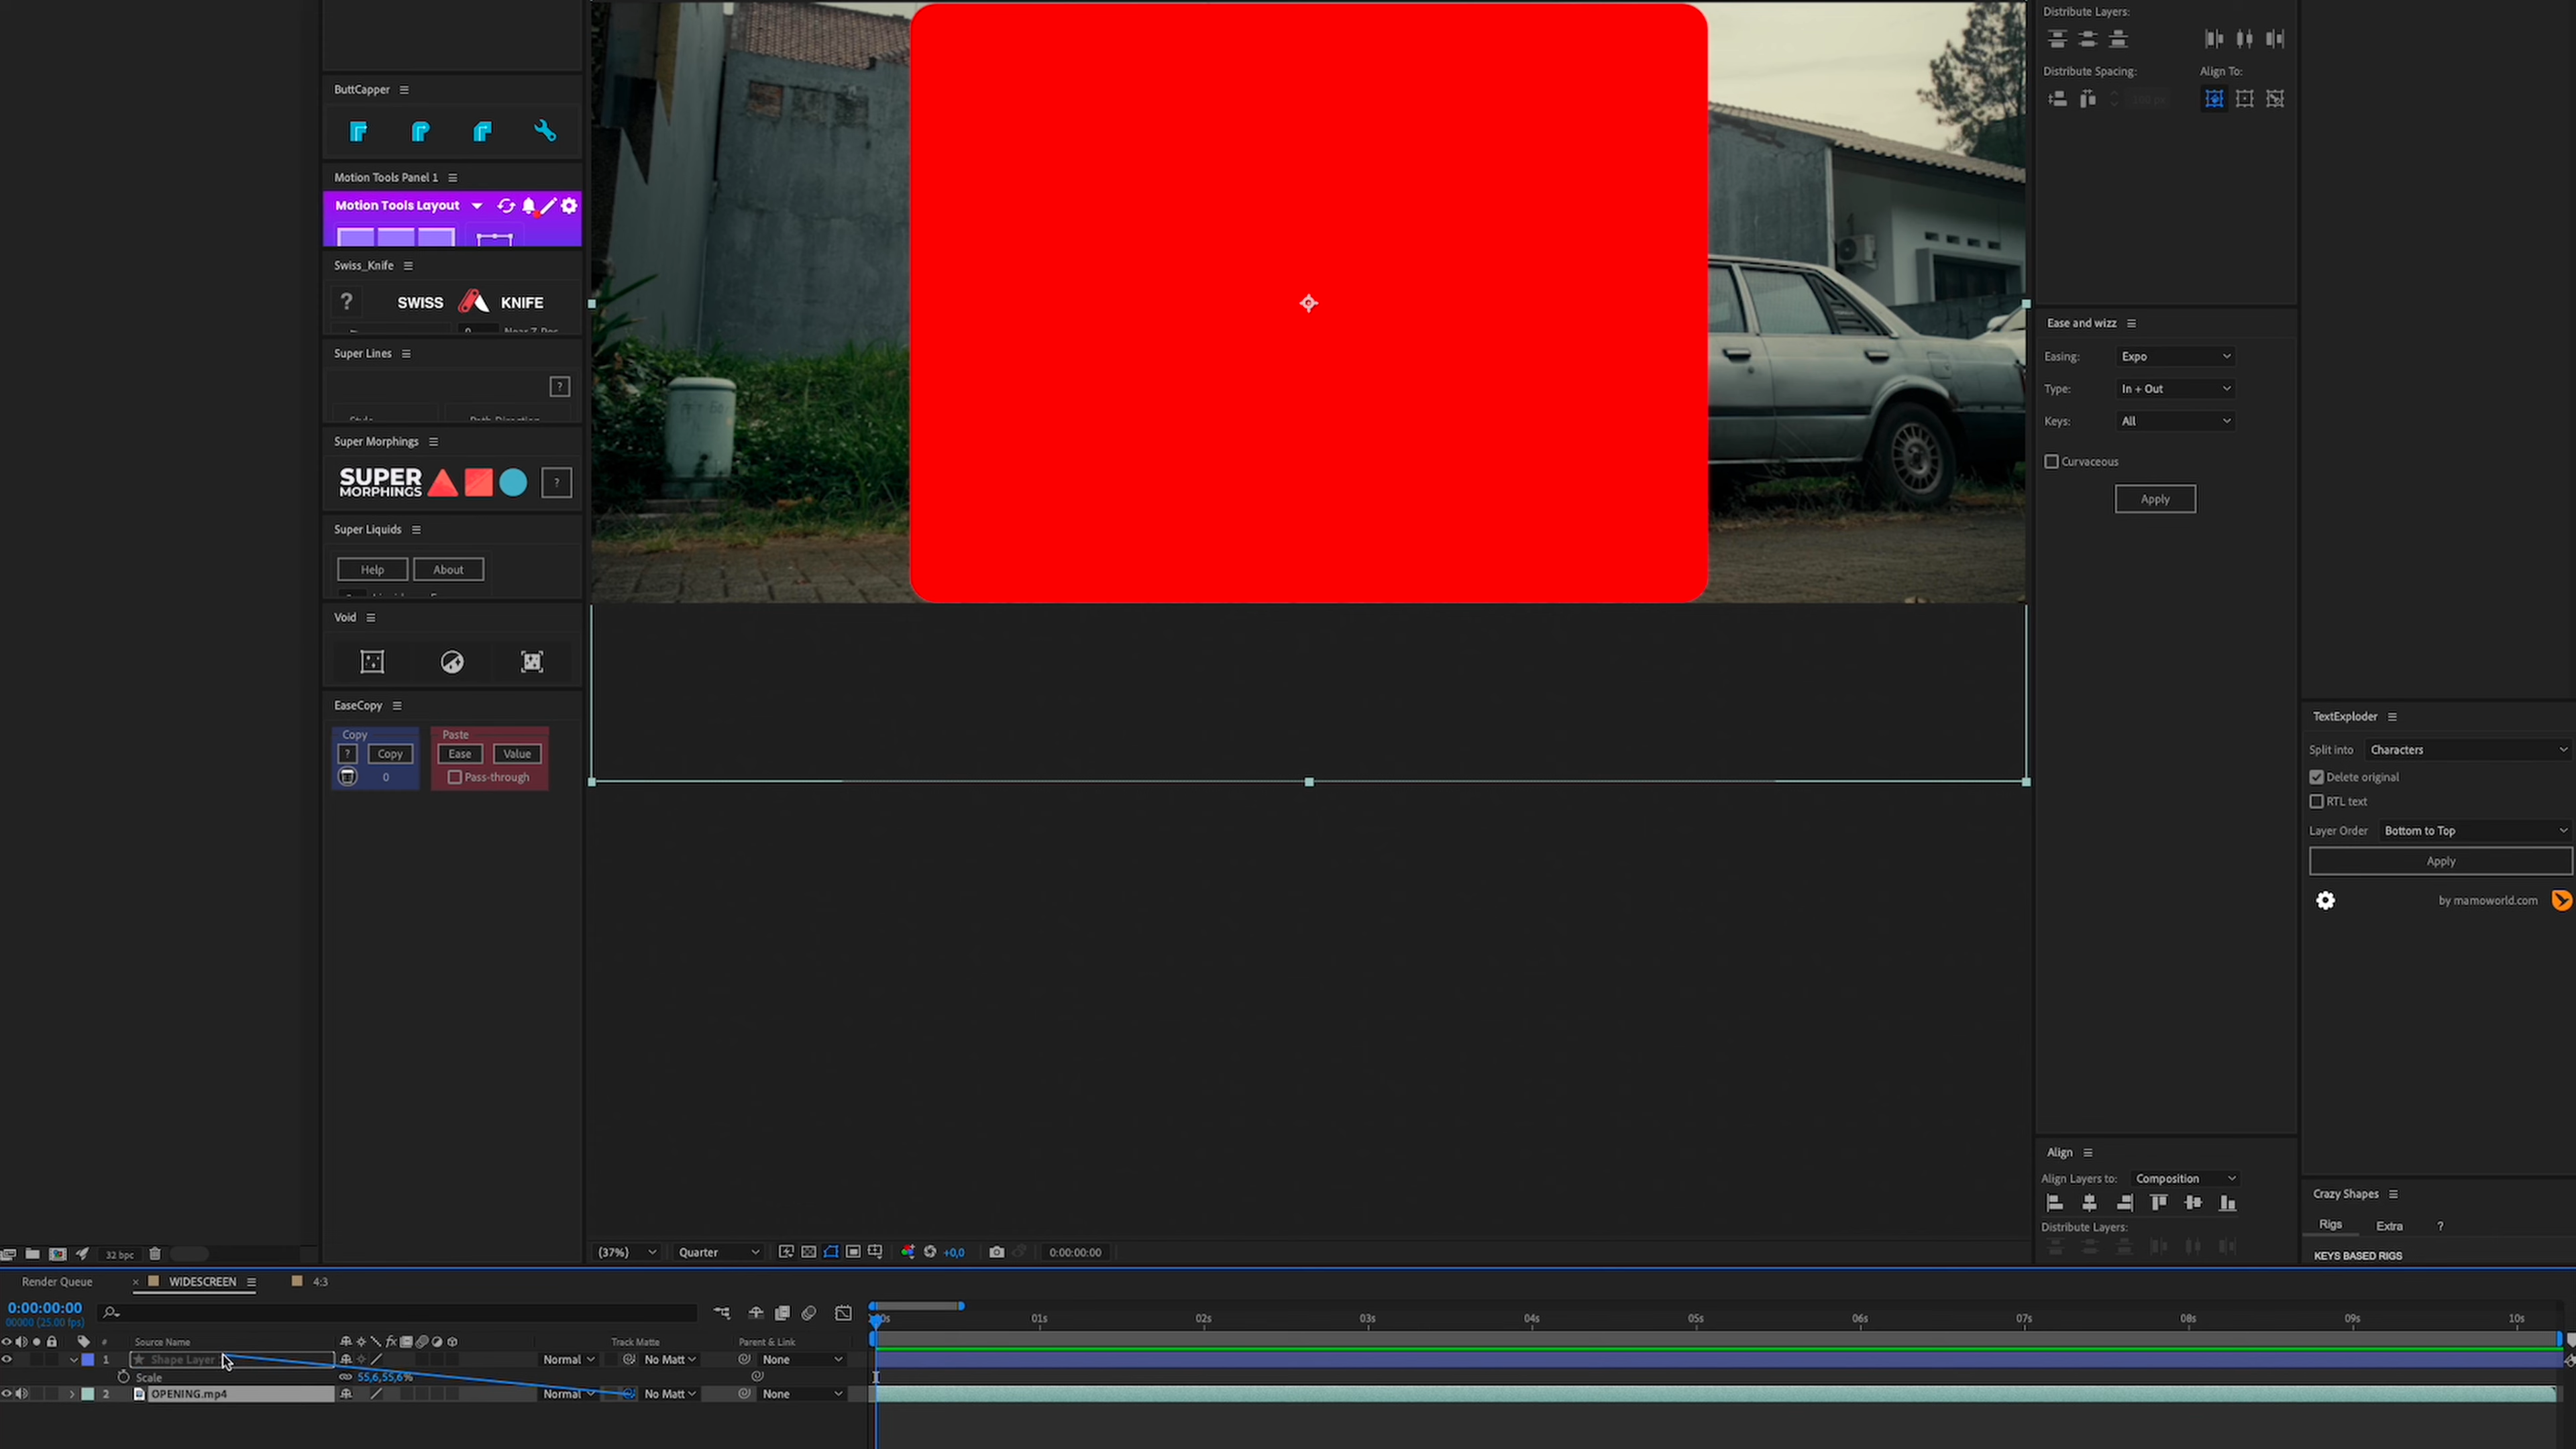 Distribute Layers:
ButtCapper
Distribute Spacing:
Align To:
Motion Tools Panel 1
Motion Tools Layout
Swiss_Knife
? SWISS KNIFE
Super Lines
Ease and wizz
Easing: Expo
?
Type: In + Out
Keys: All
Super Morphings
Curvaceous
SUPER
MORPHINGS
?
Apply
Super Liquids
Help About
Void
EaseCopy
TextExploder
Copy Paste
? Copy Ease Value
Split into Characters
0 Pass-through
Delete original
RTL text
Layer Order Bottom to Top
Apply
by mamoworld.com
Align
Align Layers to: Composition
Crazy Shapes
Rigs Extra ?
Distribute Layers:
32 bpc
(37%) Quarter +0,0 0:00:00:00
KEYS BASED RIGS
Render Queue × WIDESCREEN 4:3
0:00:00:00
00000 (25.00 fps)
01s 02s 03s 04s 05s 06s 07s 08s 09s 10s
# Source Name fx Track Matte Parent & Link
1 Shape Layer Normal No Matt None
Scale 55,6,55,6%
2 OPENING.mp4 Normal No Matt None